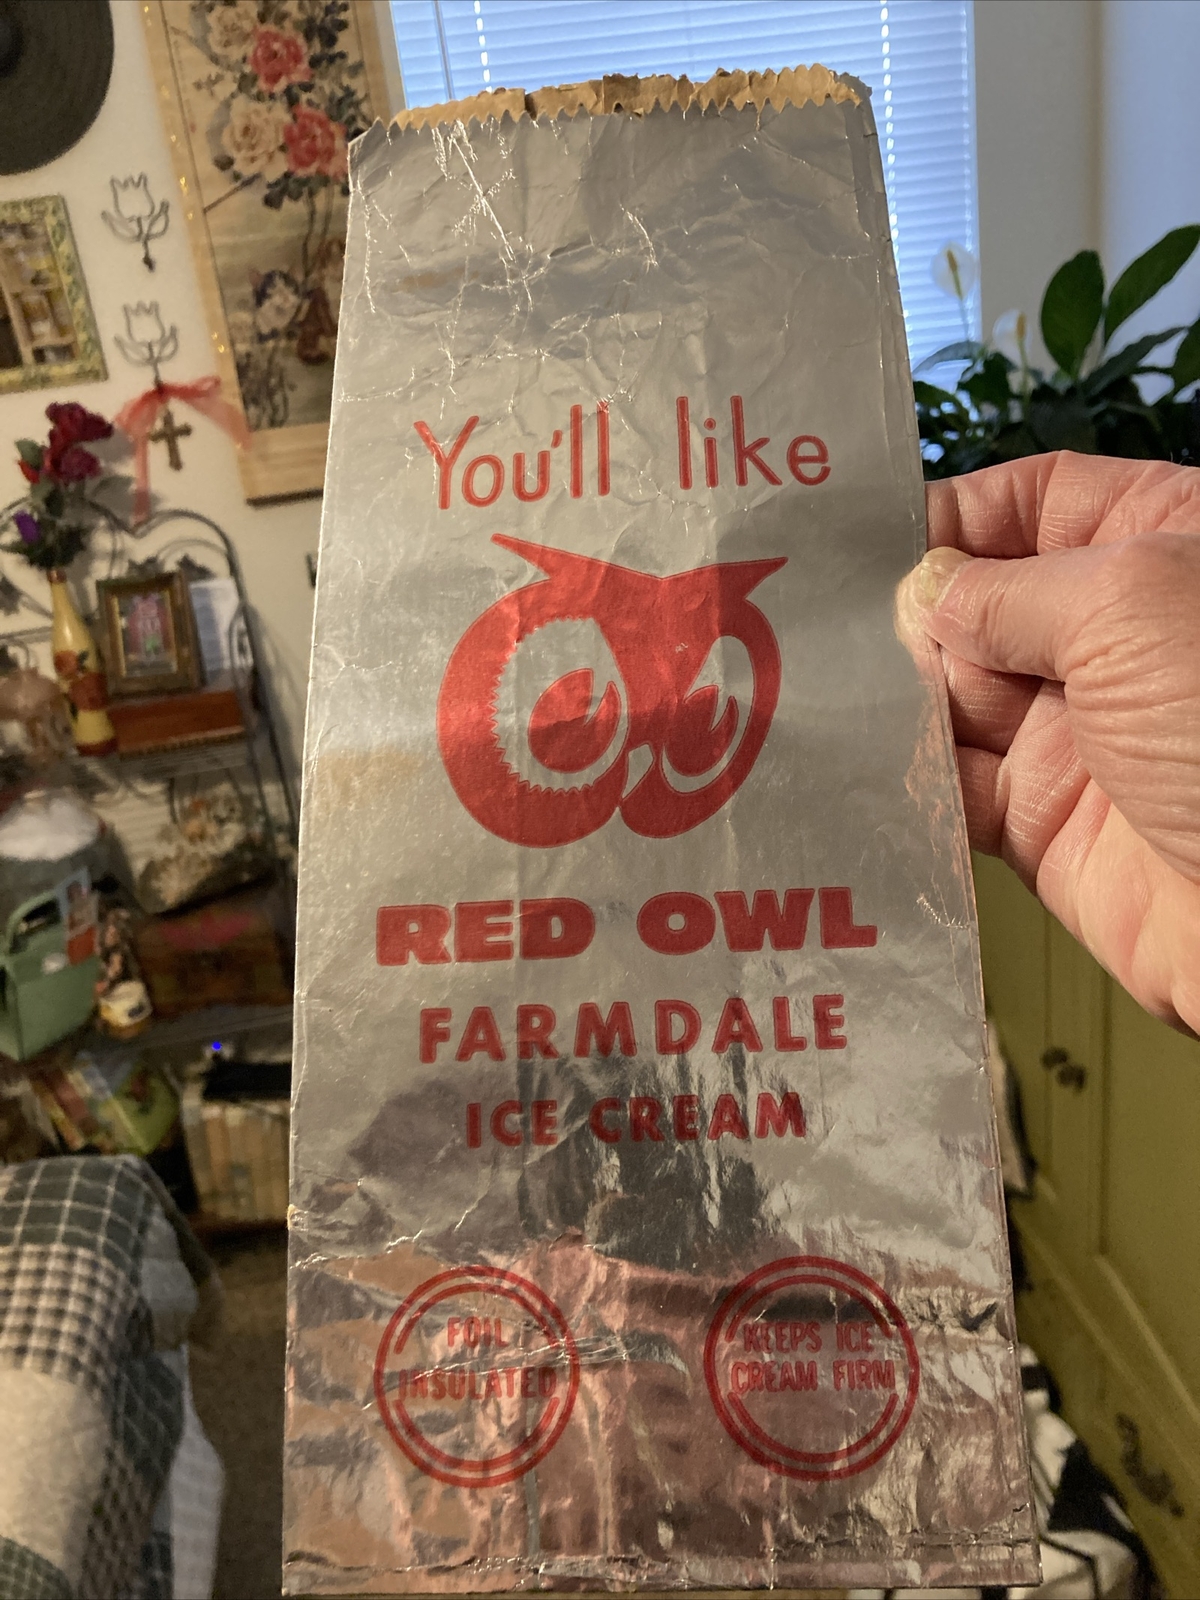 You'll like
RED OWL
FARMDALE
ICE CREAM
FOIL
INSULATED
KEEPS ICE
CREAM FIRM